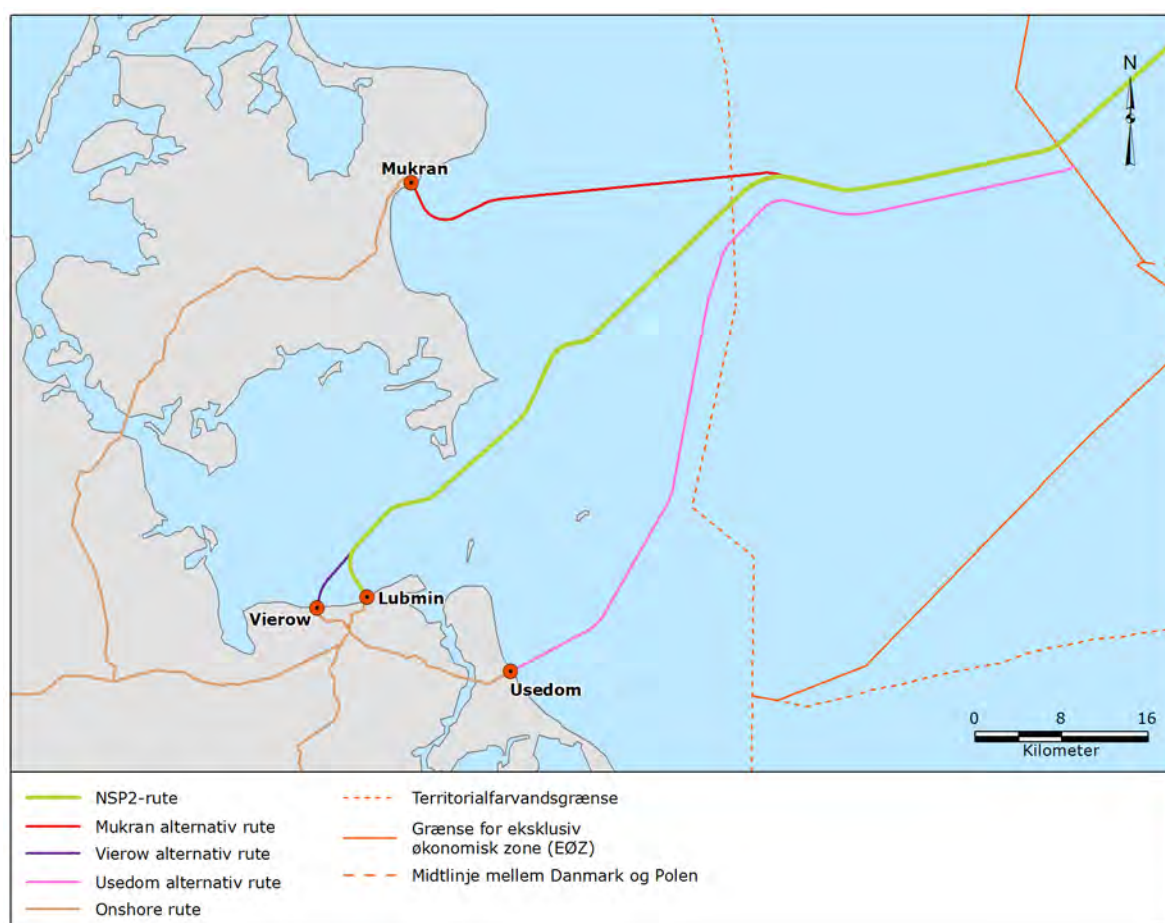 N
Mukran
Lubmin
Vierow
Usedom
0 8 16
Kilometer
NSP2-rute
Mukran alternativ rute
Vierow alternativ rute
Usedom alternativ rute
Onshore rute
Territorialfarvandsgrænse
Grænse for eksklusiv
økonomisk zone (EØZ)
Midtlinje mellem Danmark og Polen